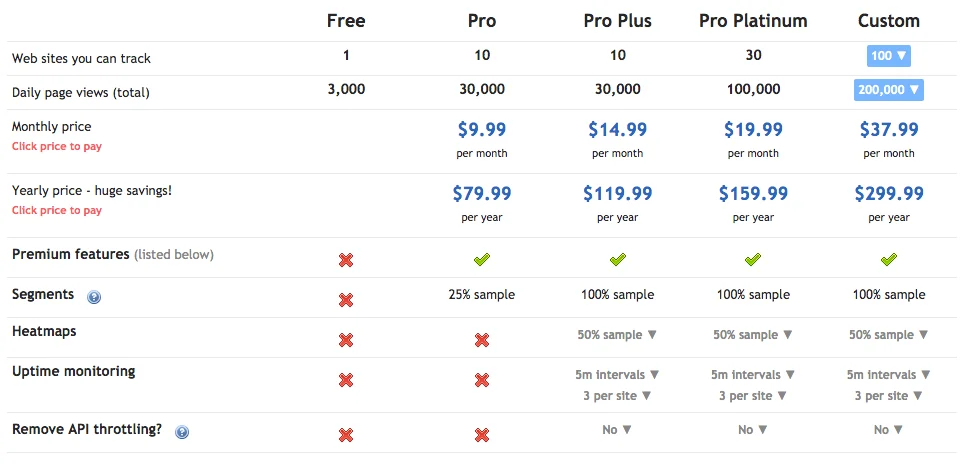 Free Pro Pro Plus Pro Platinum Custom
Web sites you can track 1 10 10 30 100 ▼
Daily page views (total) 3,000 30,000 30,000 100,000 200,000 ▼
Monthly price $9.99 $14.99 $19.99 $37.99
Click price to pay per month per month per month per month
Yearly price - huge savings! $79.99 $119.99 $159.99 $299.99
Click price to pay per year per year per year per year
Premium features (listed below)
Segments ? 25% sample 100% sample 100% sample 100% sample
Heatmaps 50% sample ▼ 50% sample ▼ 50% sample ▼
Uptime monitoring 5m intervals ▼ 5m intervals ▼ 5m intervals ▼
3 per site ▼ 3 per site ▼ 3 per site ▼
Remove API throttling? ? No ▼ No ▼ No ▼